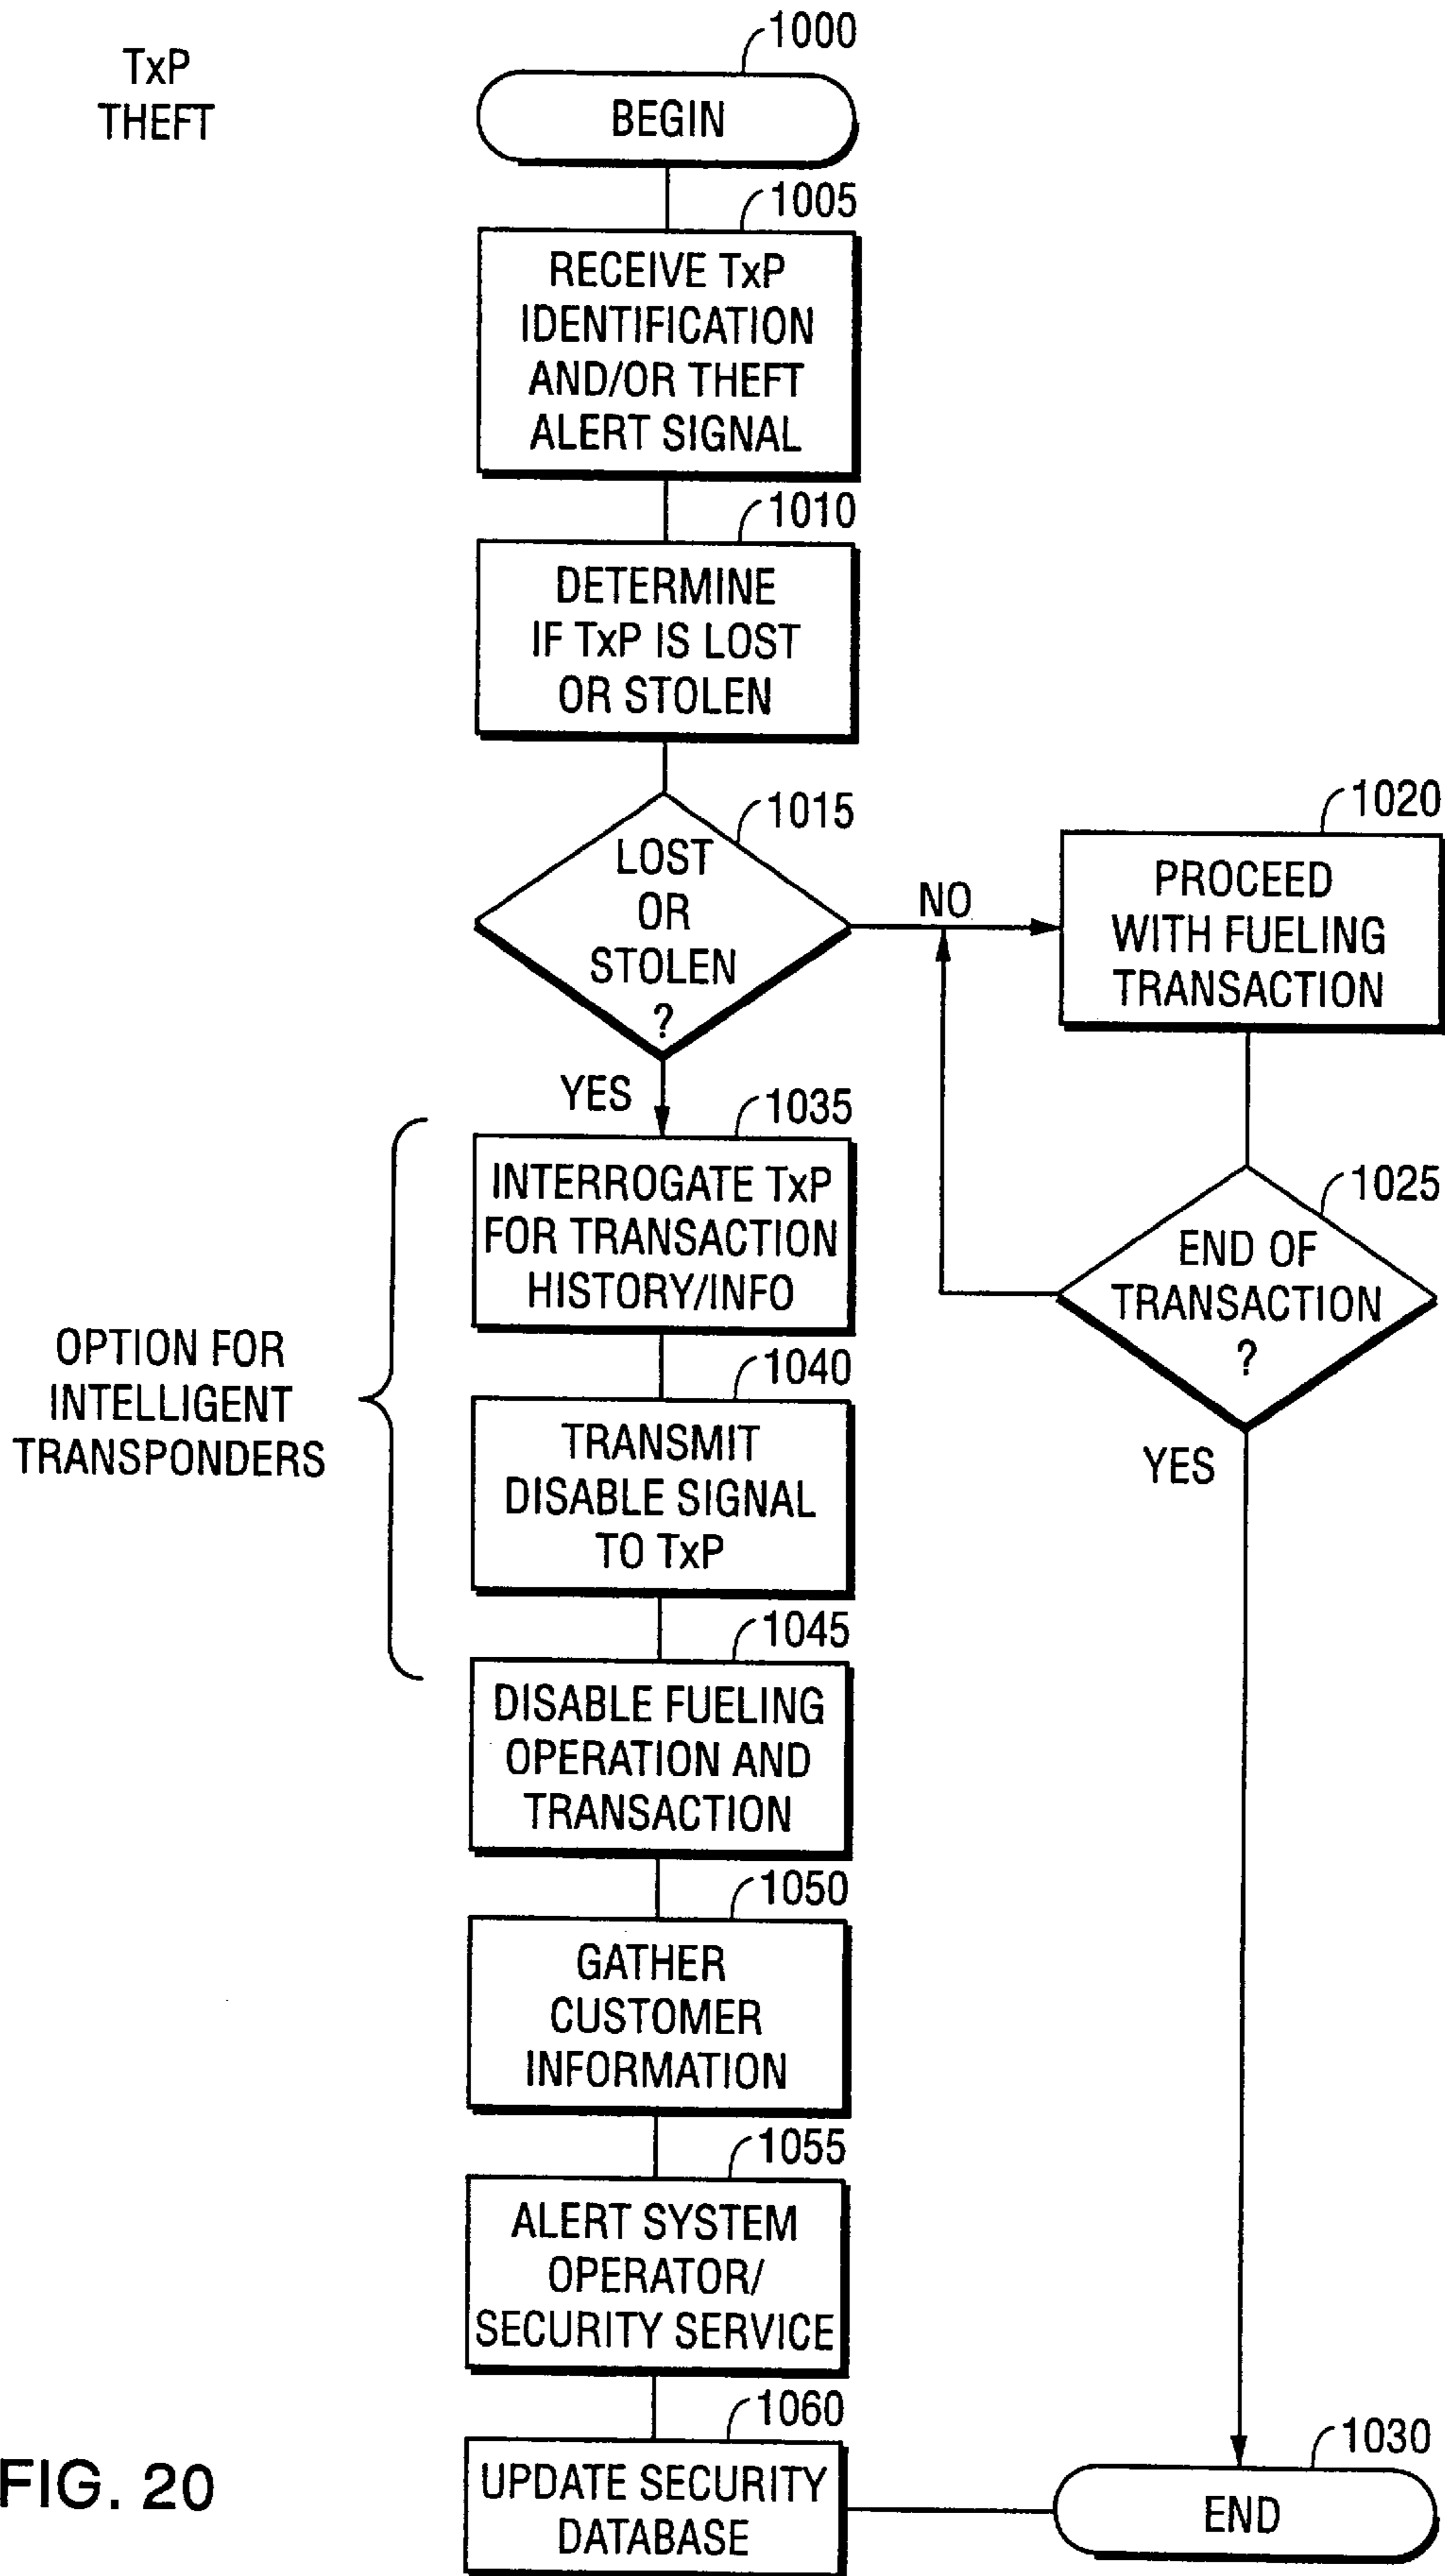 TxP
THEFT
1000
BEGIN
1005
RECEIVE TxP
IDENTIFICATION
AND/OR THEFT
ALERT SIGNAL
1010
DETERMINE
IF TxP IS LOST
OR STOLEN
1015
LOST
OR
STOLEN
?
NO
1020
PROCEED
WITH FUELING
TRANSACTION
1025
END OF
TRANSACTION
?
YES
YES
1035
INTERROGATE TxP
FOR TRANSACTION
HISTORY/INFO
OPTION FOR
INTELLIGENT
TRANSPONDERS
1040
TRANSMIT
DISABLE SIGNAL
TO TxP
1045
DISABLE FUELING
OPERATION AND
TRANSACTION
1050
GATHER
CUSTOMER
INFORMATION
1055
ALERT SYSTEM
OPERATOR/
SECURITY SERVICE
1060
UPDATE SECURITY
DATABASE
1030
END
FIG. 20